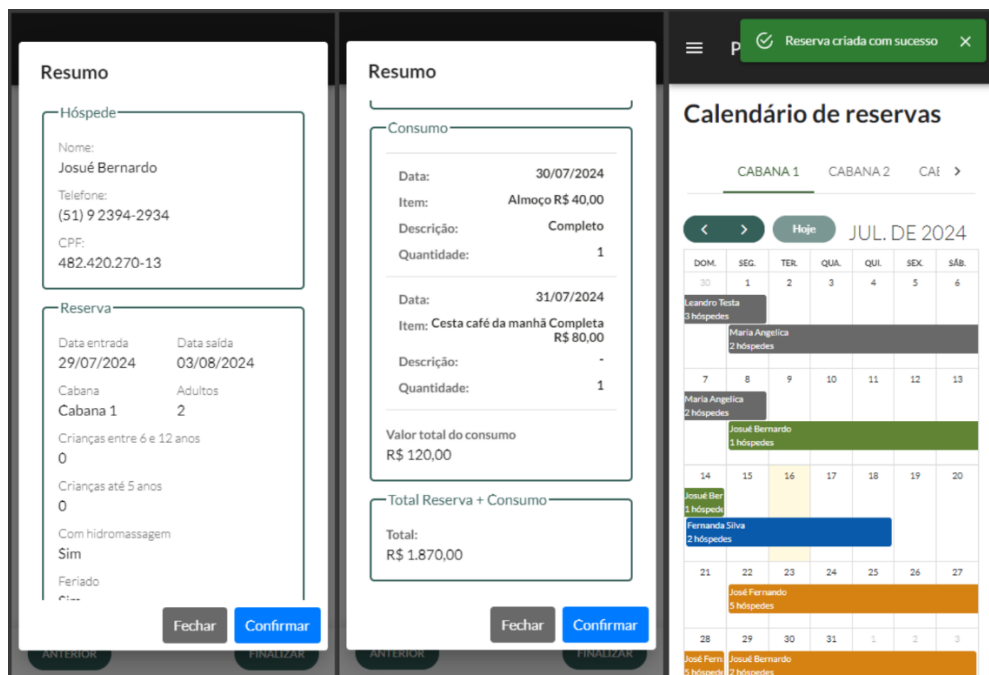 Resumo
Hóspede
Nome:
Josué Bernardo
Telefone:
(51) 9 2394-2934
CPF:
482.420.270-13
Reserva
Data entrada Data saída
29/07/2024 03/08/2024
Cabana Adultos
Cabana 1 2
Crianças entre 6 e 12 anos
0
Crianças até 5 anos
0
Com hidromassagem
Sim
Feriado
Sim
Fechar Confirmar
ANTERIOR FINALIZAR
Resumo
Consumo
Data: 30/07/2024
Item: Almoço R$ 40,00
Descrição: Completo
Quantidade: 1
Data: 31/07/2024
Item: Cesta café da manhã Completa
R$ 80,00
Descrição: -
Quantidade: 1
Valor total do consumo
R$ 120,00
Total Reserva + Consumo
Total:
R$ 1.870,00
Fechar Confirmar
ANTERIOR FINALIZAR
P
Reserva criada com sucesso
Calendário de reservas
CABANA 1 CABANA 2 CAE
Hoje JUL. DE 2024
DOM. SEG. TER. QUA. QUI. SEX. SÁB.
30 1 2 3 4 5 6
Leandro Testa
3 hóspedes
Maria Angelica
2 hóspedes
7 8 9 10 11 12 13
Maria Angelica
2 hóspedes
Josué Bernardo
1 hóspedes
14 15 16 17 18 19 20
Josué Ber
1 hóspede
Fernanda Silva
2 hóspedes
21 22 23 24 25 26 27
José Fernando
5 hóspedes
28 29 30 31 1 2 3
José Fern Josué Bernardo
5 hóspede 2 hóspedes